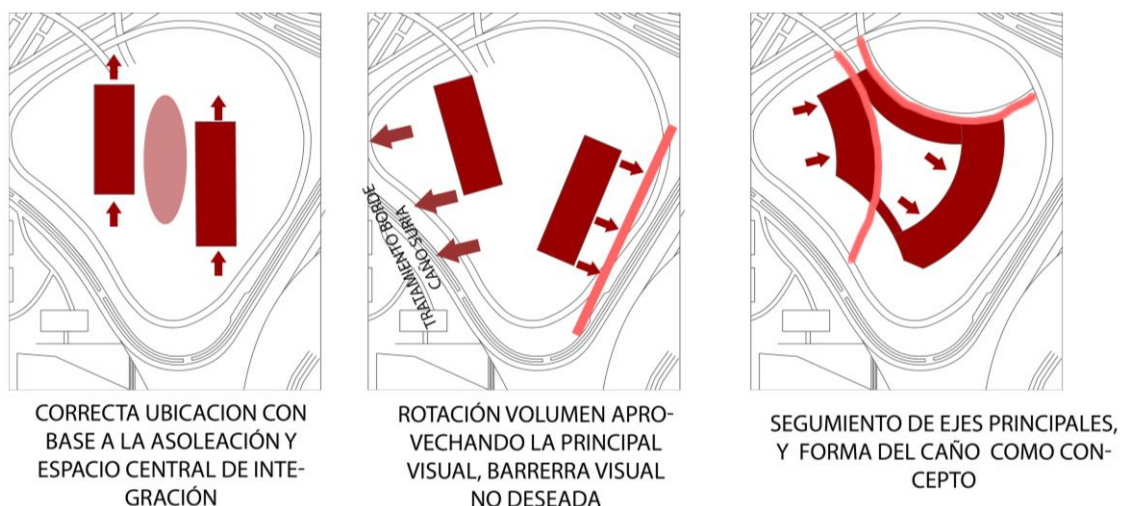 TRATAMIENTO BORDE
CAÑO SURIA
CORRECTA UBICACION CON
BASE A LA ASOLEACIÓN Y
ESPACIO CENTRAL DE INTE-
GRACIÓN
ROTACIÓN VOLUMEN APRO-
VECHANDO LA PRINCIPAL
VISUAL, BARRERRA VISUAL
NO DESEADA
SEGUMIENTO DE EJES PRINCIPALES,
Y FORMA DEL CAÑO COMO CON-
CEPTO